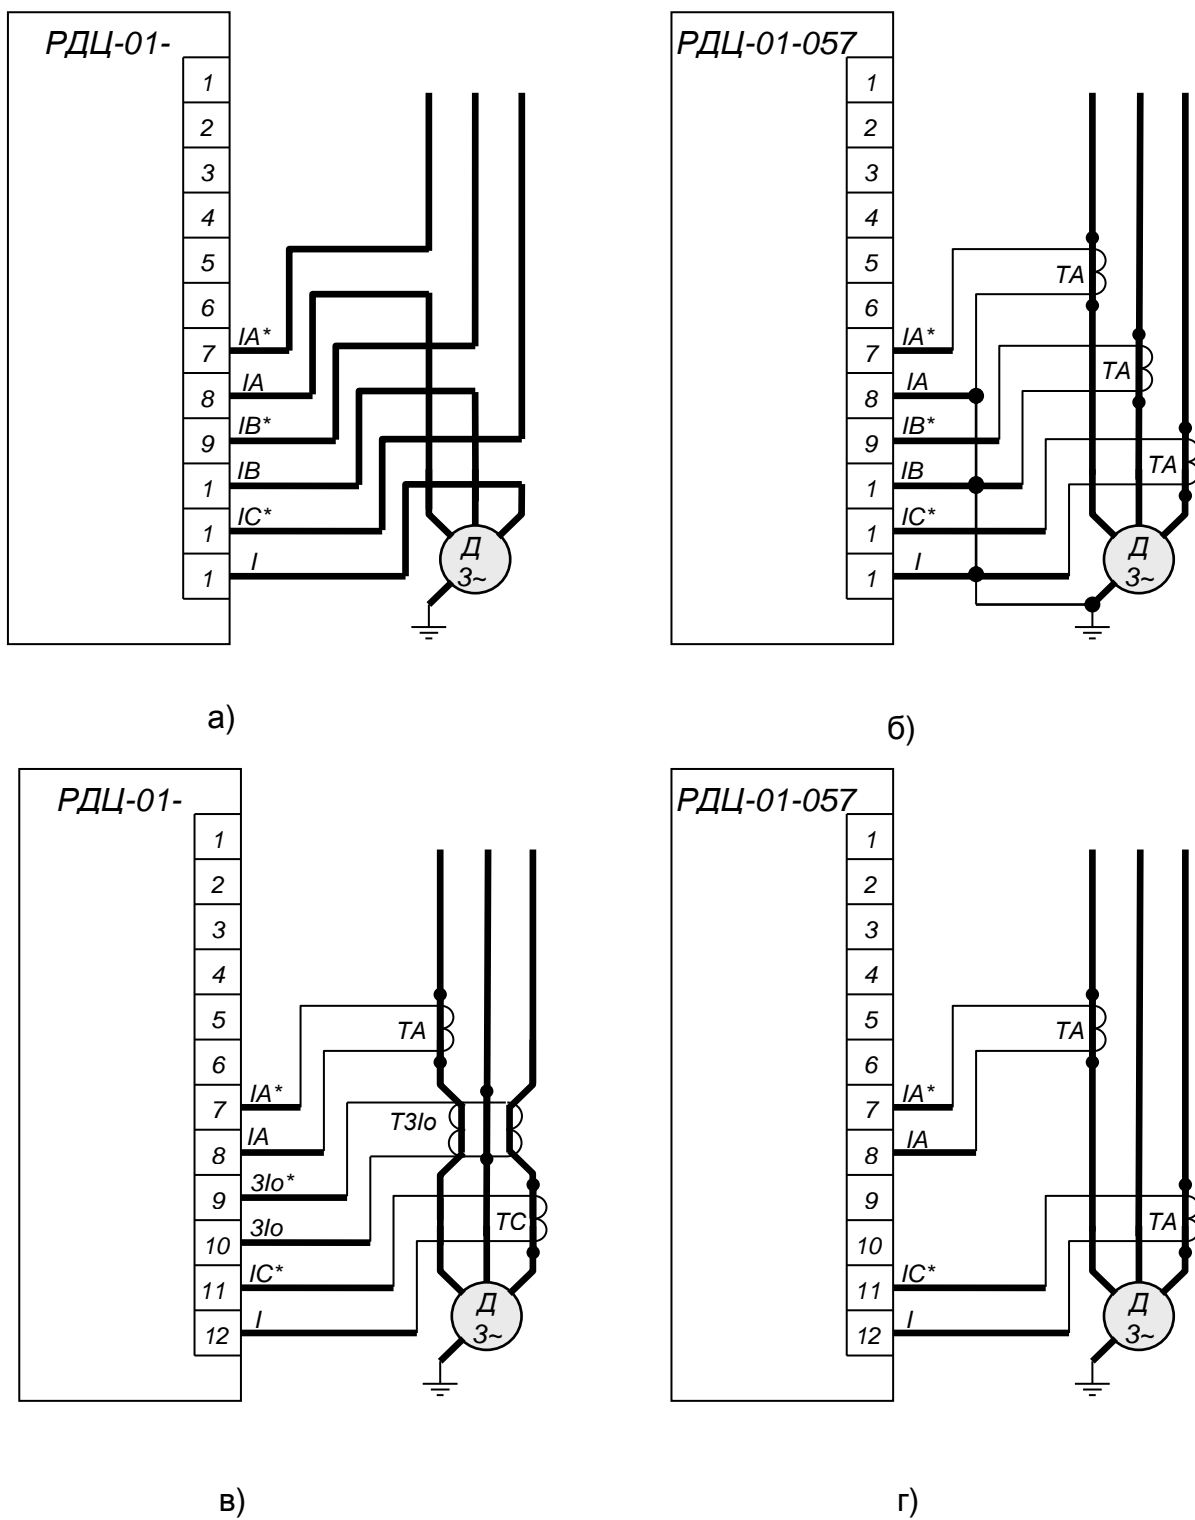 РДЦ-01-
1
2
3
4
5
6
7
8
9
1
1
1
IA*
IA
IB*
IB
IC*
I
Д
3~
а)
РДЦ-01-057
1
2
3
4
5
6
7
8
9
1
1
1
IA*
IA
IB*
IB
IC*
I
TA
TA
TA
Д
3~
б)
РДЦ-01-
1
2
3
4
5
6
7
8
9
10
11
12
IA*
IA
3Io*
3Io
IC*
I
TA
T3Io
TC
Д
3~
в)
РДЦ-01-057
1
2
3
4
5
6
7
8
9
10
11
12
IA*
IA
IC*
I
TA
TA
Д
3~
г)